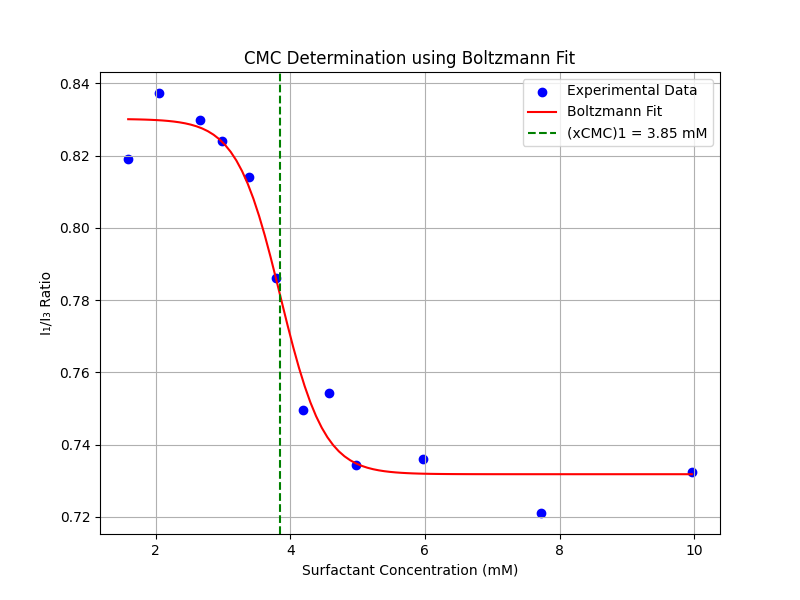 CMC Determination using Boltzmann Fit
Experimental Data
Boltzmann Fit
(xCMC)1 = 3.85 mM
I₁/I₃ Ratio
0.84
0.82
0.80
0.78
0.76
0.74
0.72
2 4 6 8 10
Surfactant Concentration (mM)